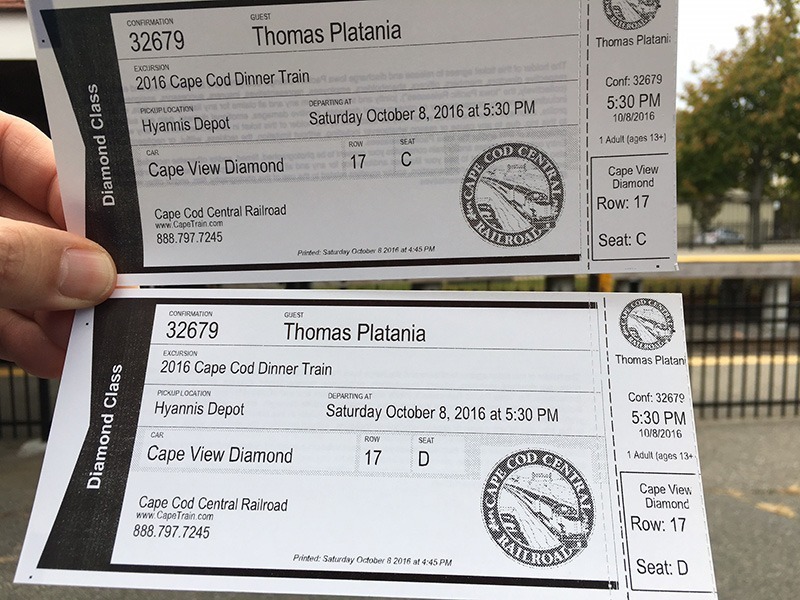 CONFIRMATION GUEST
32679 Thomas Platania
EXCURSION
2016 Cape Cod Dinner Train
PICKUP LOCATION DEPARTING AT
Hyannis Depot Saturday October 8, 2016 at 5:30 PM
CAR ROW SEAT
Cape View Diamond 17 C
Cape Cod Central Railroad
www.CapeTrain.com
888.797.7245
Printed: Saturday October 8 2016 at 4:45 PM
Diamond Class
CAPE COD CENTRAL
RAILROAD
Thomas Platani
Conf: 32679
5:30 PM
10/8/2016
1 Adult (ages 13+)
Cape View
Diamond
Row: 17
Seat: C
CONFIRMATION GUEST
32679 Thomas Platania
EXCURSION
2016 Cape Cod Dinner Train
PICKUP LOCATION DEPARTING AT
Hyannis Depot Saturday October 8, 2016 at 5:30 PM
CAR ROW SEAT
Cape View Diamond 17 D
Cape Cod Central Railroad
www.CapeTrain.com
888.797.7245
Printed: Saturday October 8 2016 at 4:45 PM
Diamond Class
CAPE COD CENTRAL
RAILROAD
CAPE COD CENTRAL
RAILROAD
Thomas Platani
Conf: 32679
5:30 PM
10/8/2016
1 Adult (ages 13+
Cape View
Diamond
Row: 17
Seat: D